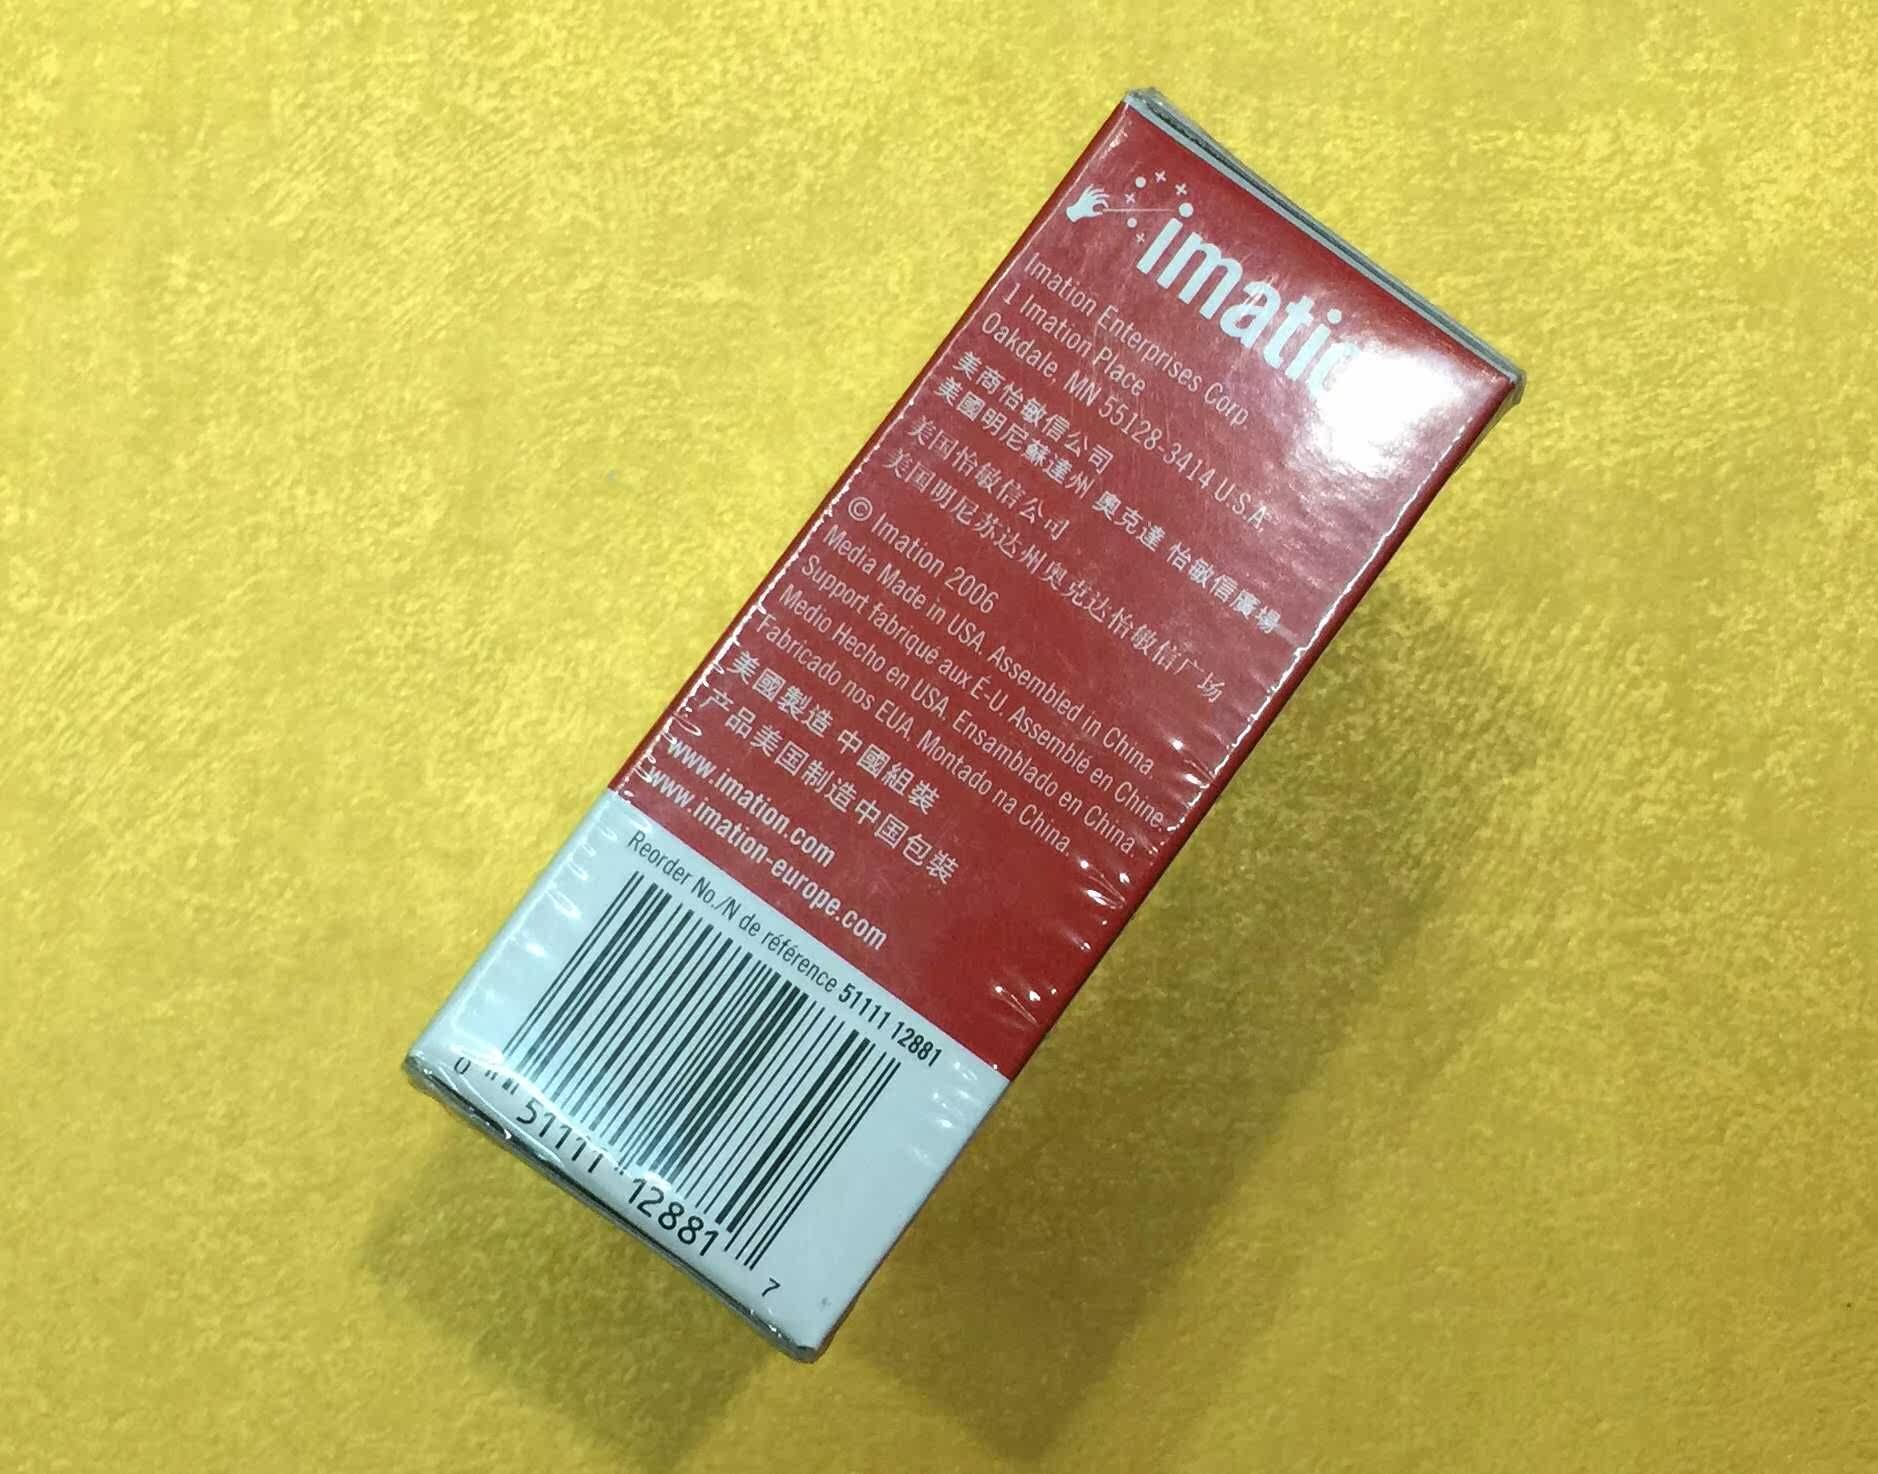 imation
Imation Enterprises Corp
1 Imation Place
Oakdale, MN 55128-3414 U.S.A
美商怡敏信公司
美國明尼蘇達州 奧克達 怡敏信廣場
美国怡敏信公司
美国明尼苏达州奥克达怡敏信广场
© Imation 2006
Media Made in USA. Assembled in China.
Support fabriqué aux É-U. Assemblé en Chine.
Medio Hecho en USA. Ensamblado en China.
Fabricado nos EUA. Montado na China.
美國製造 中國組裝
产品美国制造中国包裝
www.imation.com
www.imation-europe.com
Reorder No./N de référence 51111 12881
0 51111 12881 7